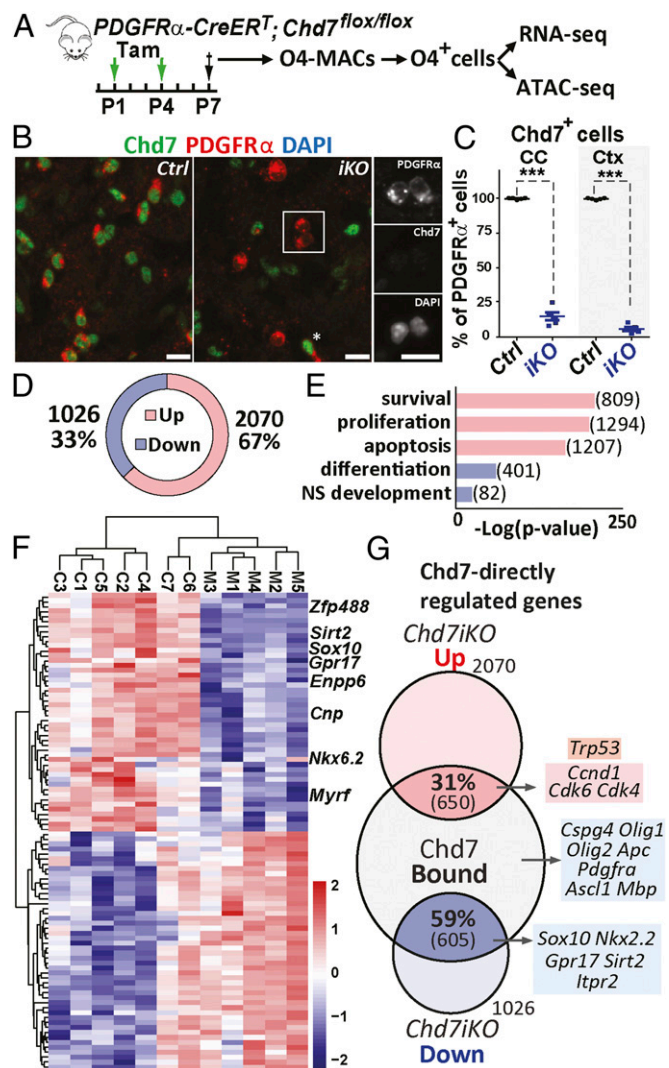 A
PDGFRα-CreERᵀ; Chd7ᶠˡᵒˣ/ᶠˡᵒˣ
Tam
P1 P4 P7
O4-MACs
O4⁺cells
RNA-seq
ATAC-seq
B
Chd7 PDGFRα DAPI
Ctrl
iKO
*
PDGFRα
Chd7
DAPI
C
Chd7⁺ cells
CC Ctx
*** ***
% of PDGFRα⁺ cells
100
75
50
25
0
Ctrl iKO Ctrl iKO
D
1026
33%
Up
Down
2070
67%
E
survival (809)
proliferation (1294)
apoptosis (1207)
differentiation (401)
NS development (82)
0 250
-Log(p-value)
F
C3 C1 C5 C2 C4 C7 C6 M3 M1 M4 M2 M5
Zfp488
Sirt2
Sox10
Gpr17
Enpp6
Cnp
Nkx6.2
Myrf
2
1
0
−1
−2
G
Chd7-directly
regulated genes
Chd7iKO
Up
2070
31%
(650)
Chd7
Bound
59%
(605)
Chd7iKO
Down
1026
Trp53
Ccnd1
Cdk6 Cdk4
Cspg4 Olig1
Olig2 Apc
Pdgfra
Ascl1 Mbp
Sox10 Nkx2.2
Gpr17 Sirt2
Itpr2